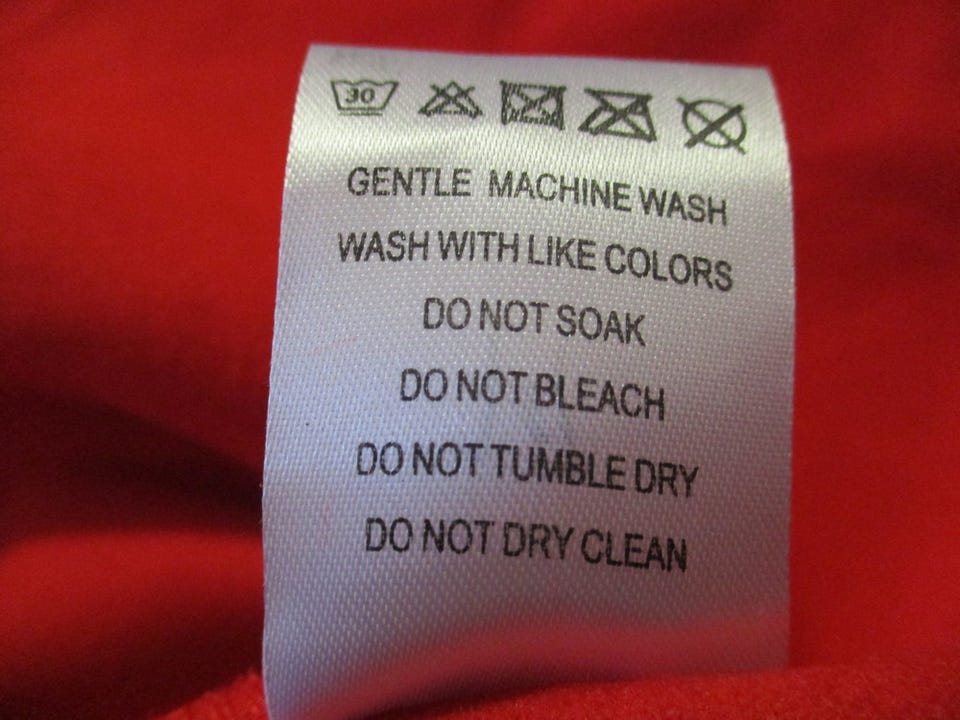 30
GENTLE MACHINE WASH
WASH WITH LIKE COLORS
DO NOT SOAK
DO NOT BLEACH
DO NOT TUMBLE DRY
DO NOT DRY CLEAN